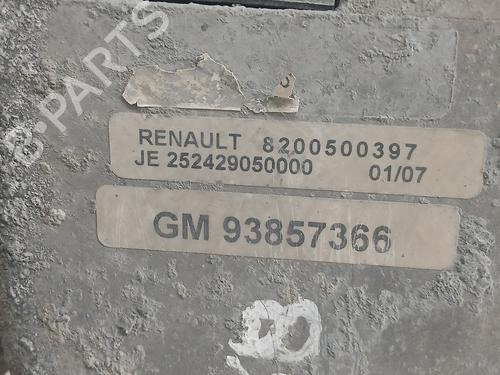 B-PARTS
RENAULT 8200500397
JE 252429050000 01/07
GM 93857366